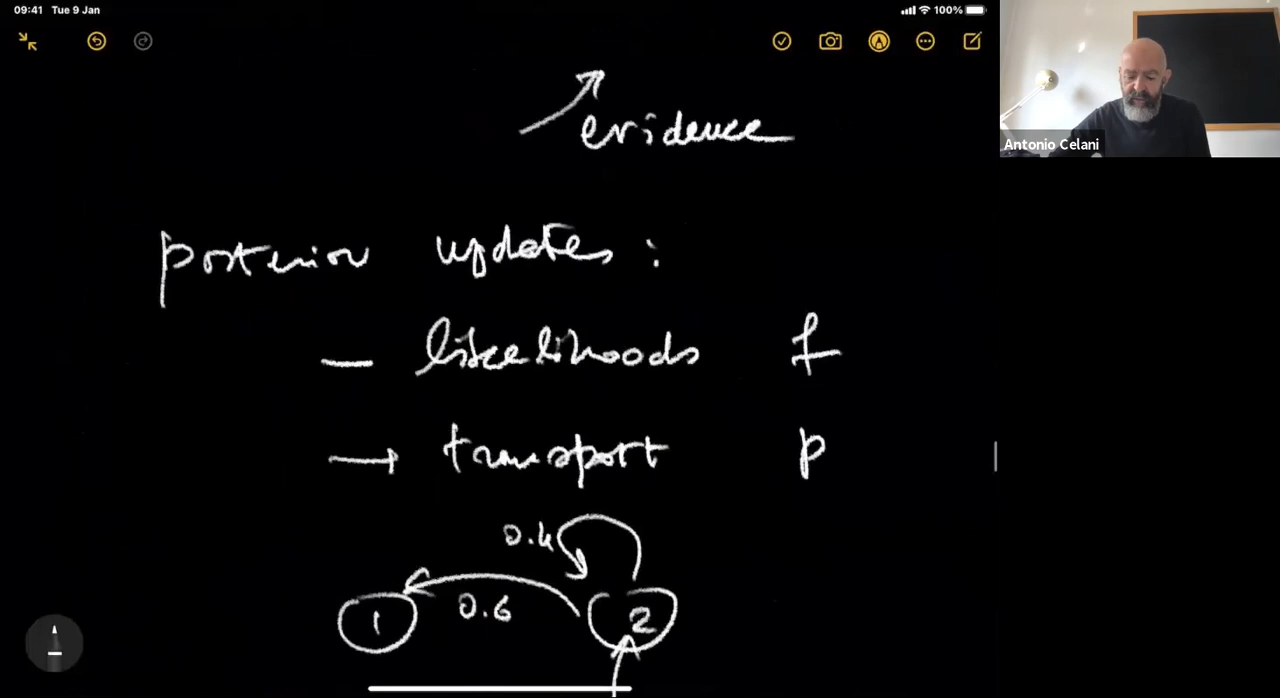 09:41 Tue 9 Jan
100%
Antonio Celani
evidence
posterior updates:
— likelihoods f
→ transport p
0.4
0.6
1 2